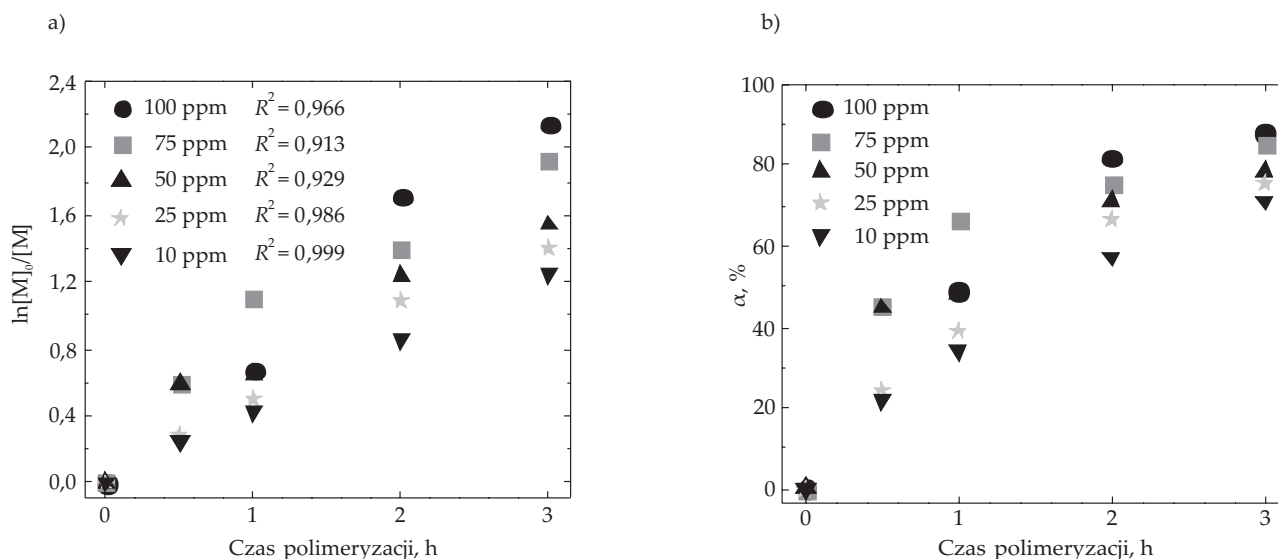 a)
2,4
2,0
1,6
1,2
0,8
0,4
0,0
ln[M]₀/[M]
100 ppm R² = 0,966
75 ppm R² = 0,913
50 ppm R² = 0,929
25 ppm R² = 0,986
10 ppm R² = 0,999
0 1 2 3
Czas polimeryzacji, h
b)
100
80
60
40
20
0
α, %
100 ppm
75 ppm
50 ppm
25 ppm
10 ppm
0 1 2 3
Czas polimeryzacji, h